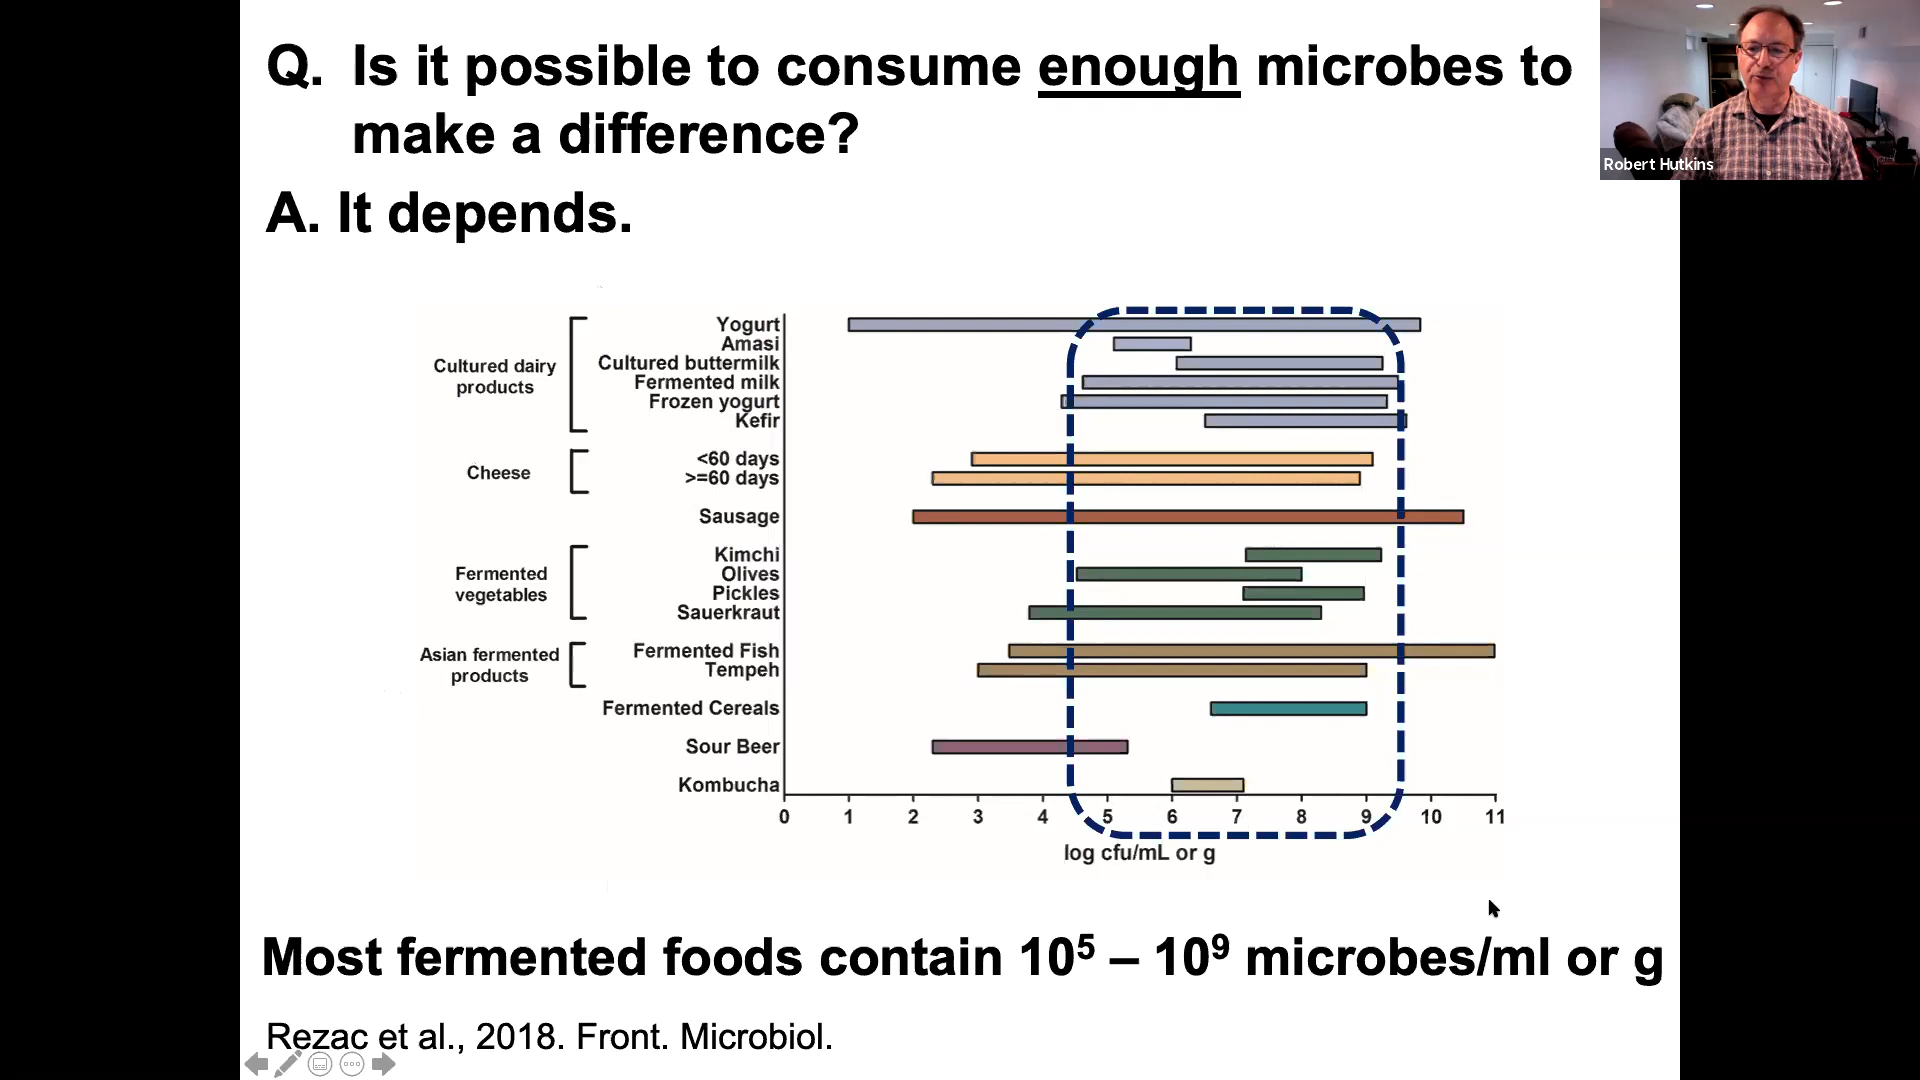 Q. Is it possible to consume enough microbes to
make a difference?
A. It depends.
Robert Hutkins
Cultured dairy
products
Yogurt
Amasi
Cultured buttermilk
Fermented milk
Frozen yogurt
Kefir
Cheese
<60 days
>=60 days
Sausage
Fermented
vegetables
Kimchi
Olives
Pickles
Sauerkraut
Asian fermented
products
Fermented Fish
Tempeh
Fermented Cereals
Sour Beer
Kombucha
0 1 2 3 4 5 6 7 8 9 10 11
log cfu/mL or g
Most fermented foods contain 10⁵ – 10⁹ microbes/ml or g
Rezac et al., 2018. Front. Microbiol.